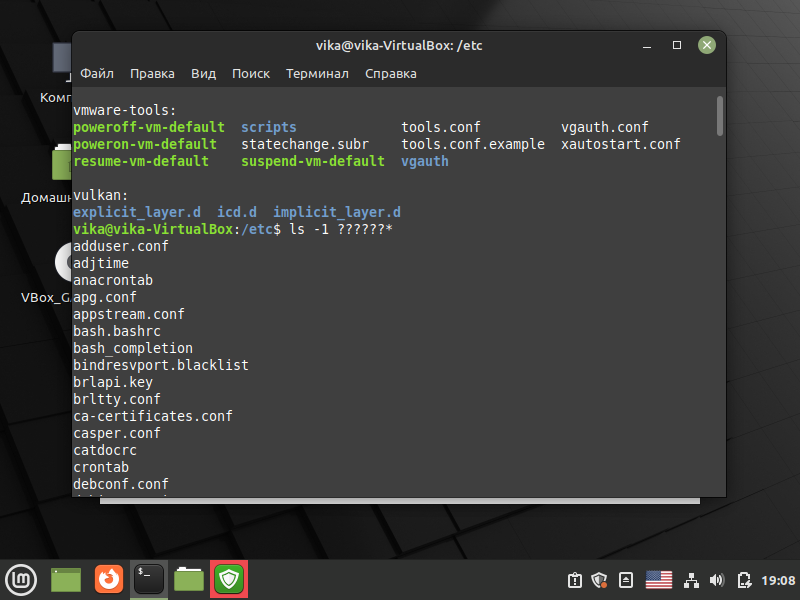 vika@vika-VirtualBox: /etc
Файл Правка Вид Поиск Терминал Справка
vmware-tools:
poweroff-vm-default scripts tools.conf vgauth.conf
poweron-vm-default statechange.subr tools.conf.example xautostart.conf
resume-vm-default suspend-vm-default vgauth
vulkan:
explicit_layer.d icd.d implicit_layer.d
vika@vika-VirtualBox:/etc$ ls -1 ??????*
adduser.conf
adjtime
anacrontab
apg.conf
appstream.conf
bash.bashrc
bash_completion
bindresvport.blacklist
brlapi.key
brltty.conf
ca-certificates.conf
casper.conf
catdocrc
crontab
debconf.conf
Комп
Домашн
VBox_G
$_
19:08